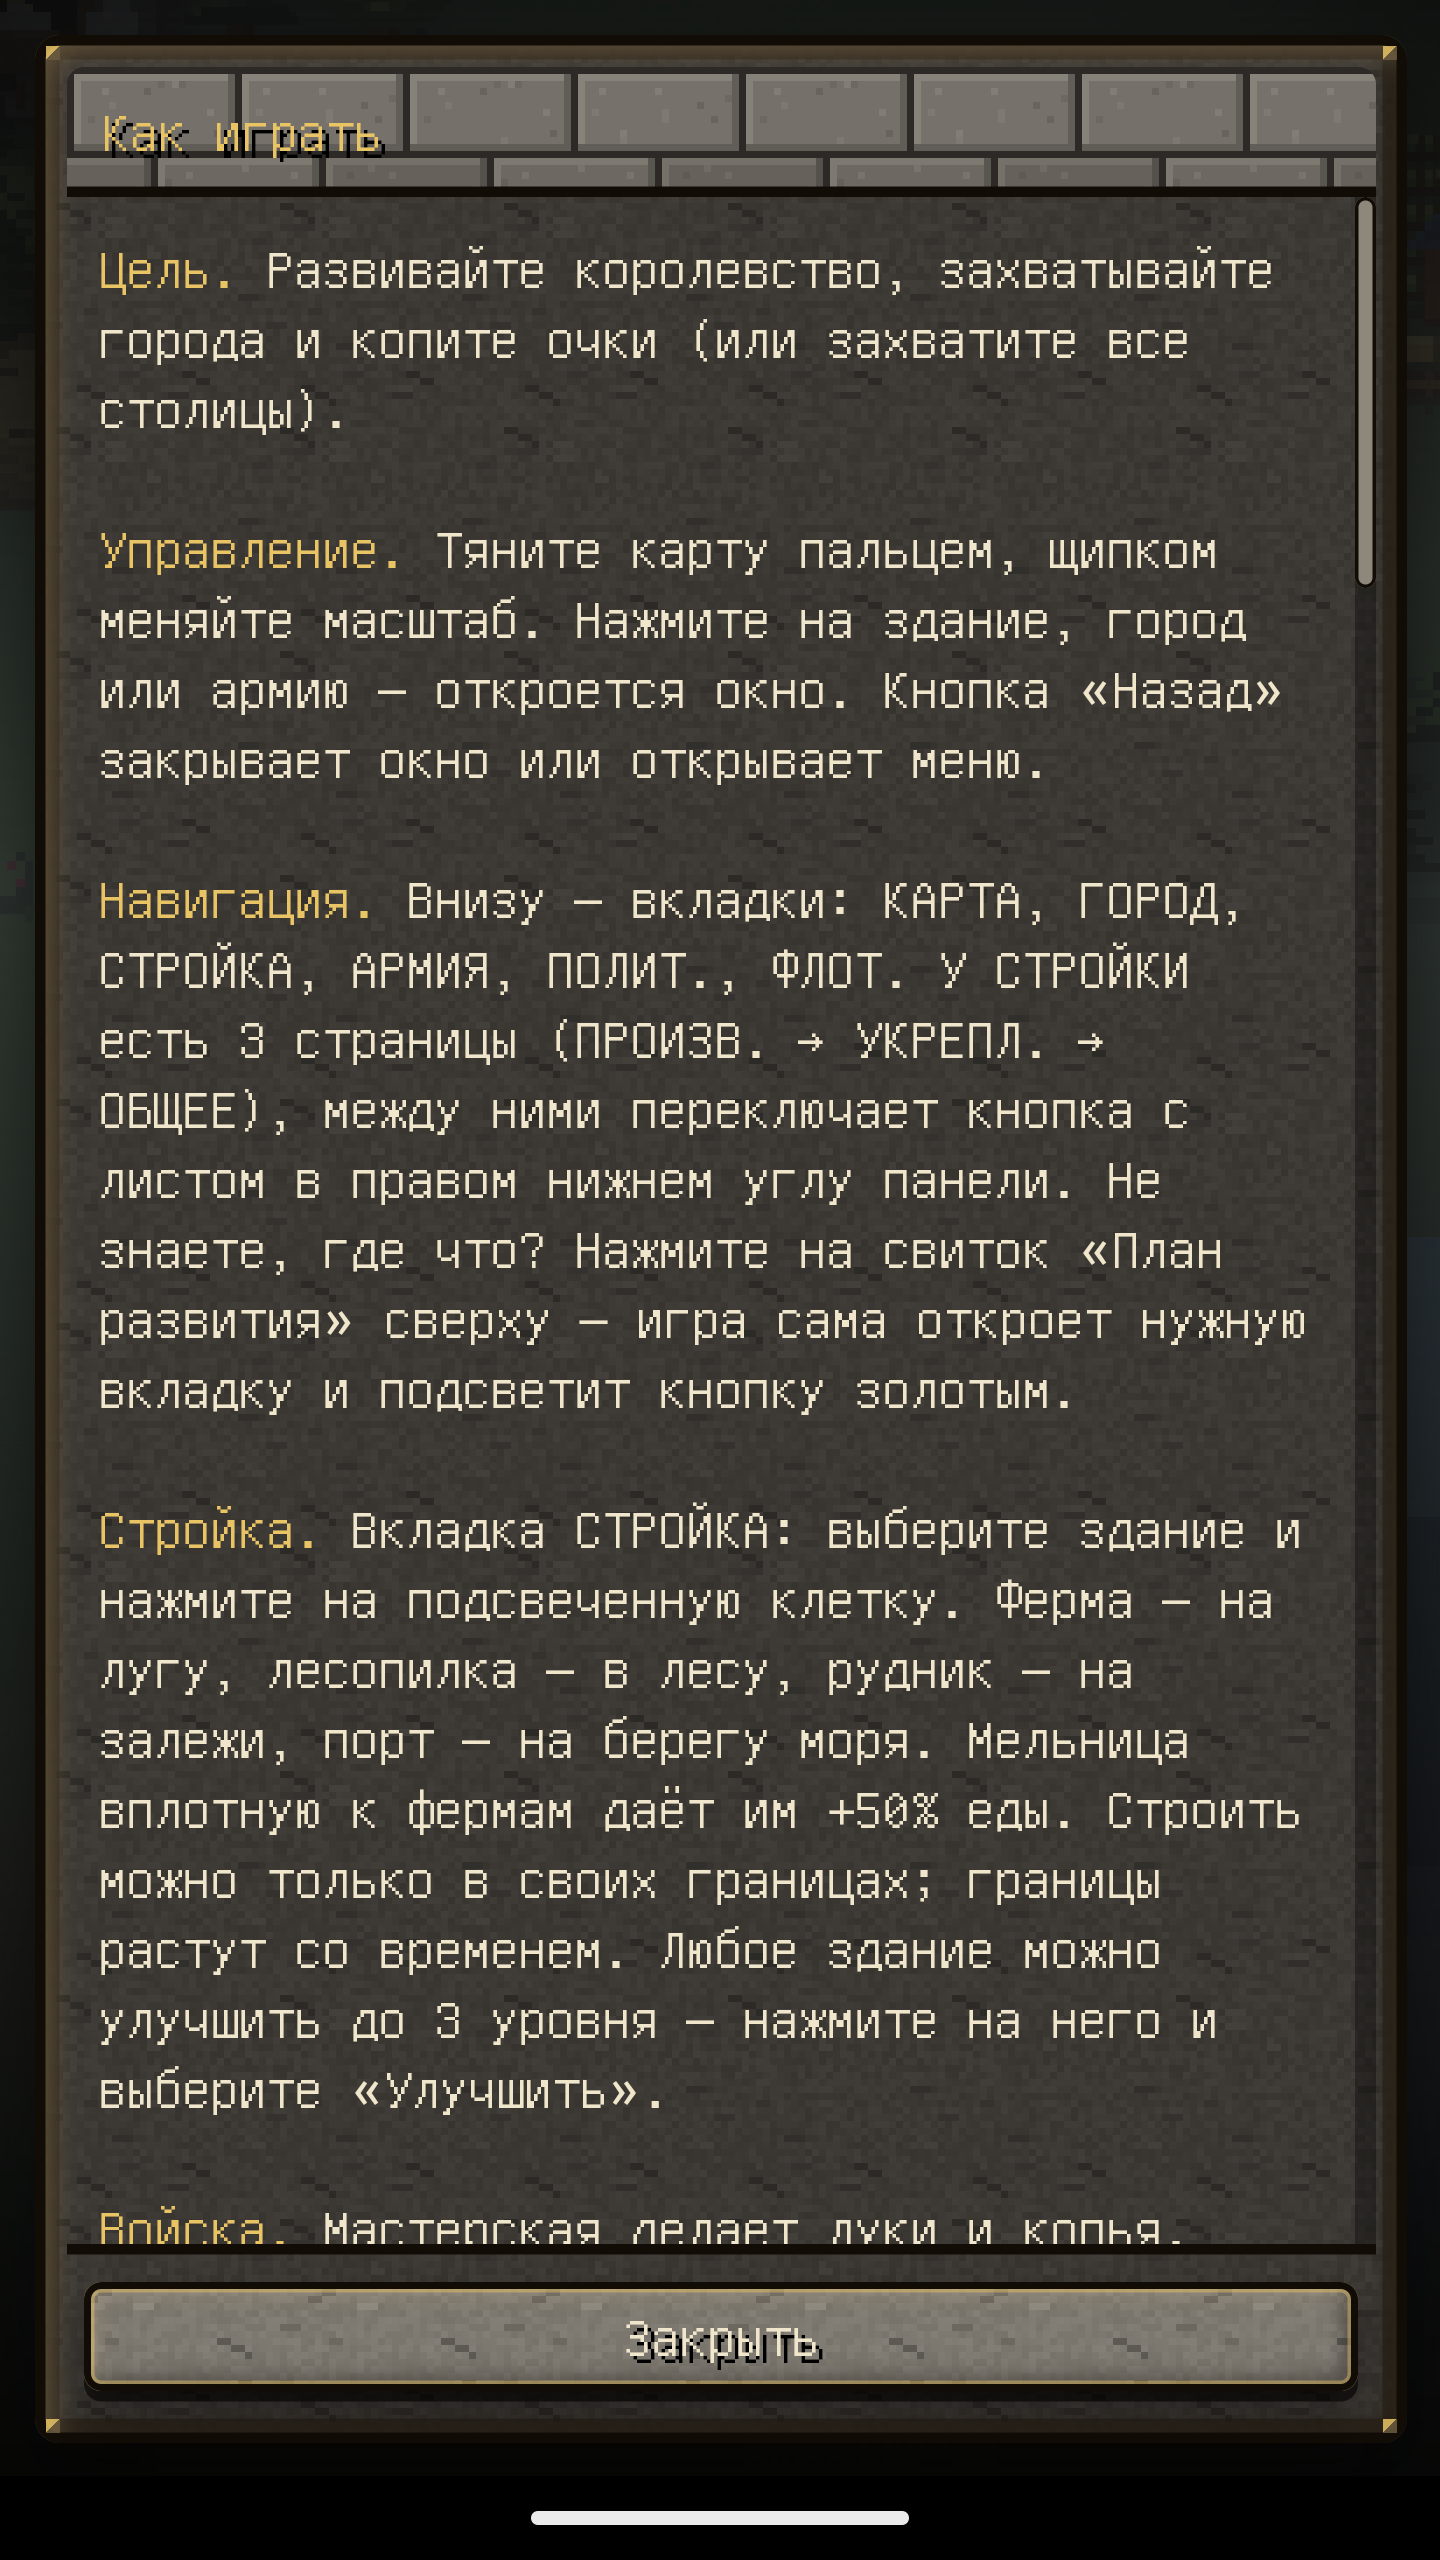 Как играть
Цель. Развивайте королевство, захватывайте
города и копите очки (или захватите все
столицы).
Управление. Тяните карту пальцем, щипком
меняйте масштаб. Нажмите на здание, город
или армию — откроется окно. Кнопка «Назад»
закрывает окно или открывает меню.
Навигация. Внизу — вкладки: КАРТА, ГОРОД,
СТРОЙКА, АРМИЯ, ПОЛИТ., ФЛОТ. У СТРОЙКИ
есть 3 страницы (ПРОИЗВ. → УКРЕПЛ. →
ОБЩЕЕ), между ними переключает кнопка с
листом в правом нижнем углу панели. Не
знаете, где что? Нажмите на свиток «План
развития» сверху — игра сама откроет нужную
вкладку и подсветит кнопку золотым.
Стройка. Вкладка СТРОЙКА: выберите здание и
нажмите на подсвеченную клетку. Ферма — на
лугу, лесопилка — в лесу, рудник — на
залежи, порт — на берегу моря. Мельница
вплотную к фермам даёт им +50% еды. Строить
можно только в своих границах; границы
растут со временем. Любое здание можно
улучшить до 3 уровня — нажмите на него и
выберите «Улучшить».
Войска. Мастерская делает луки и копья,
Закрыть